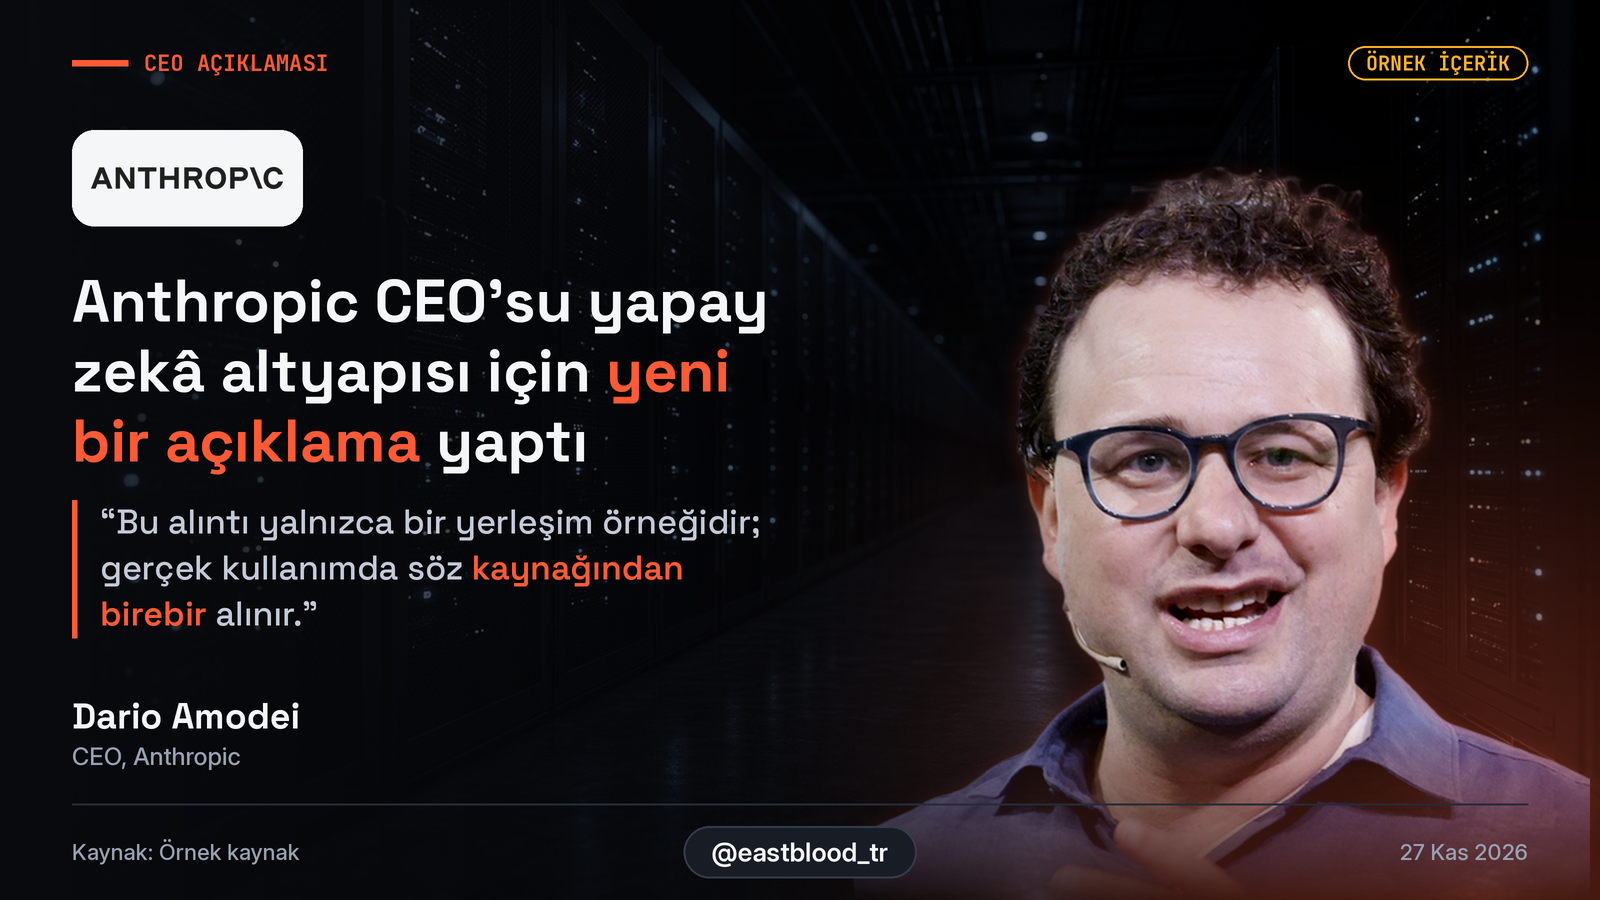 CEO AÇIKLAMASI
ÖRNEK İÇERİK
ANTHROP\C
Anthropic CEO’su yapay
zekâ altyapısı için yeni
bir açıklama yaptı
“Bu alıntı yalnızca bir yerleşim örneğidir;
gerçek kullanımda söz kaynağından
birebir alınır.”
Dario Amodei
CEO, Anthropic
Kaynak: Örnek kaynak
@eastblood_tr
27 Kas 2026